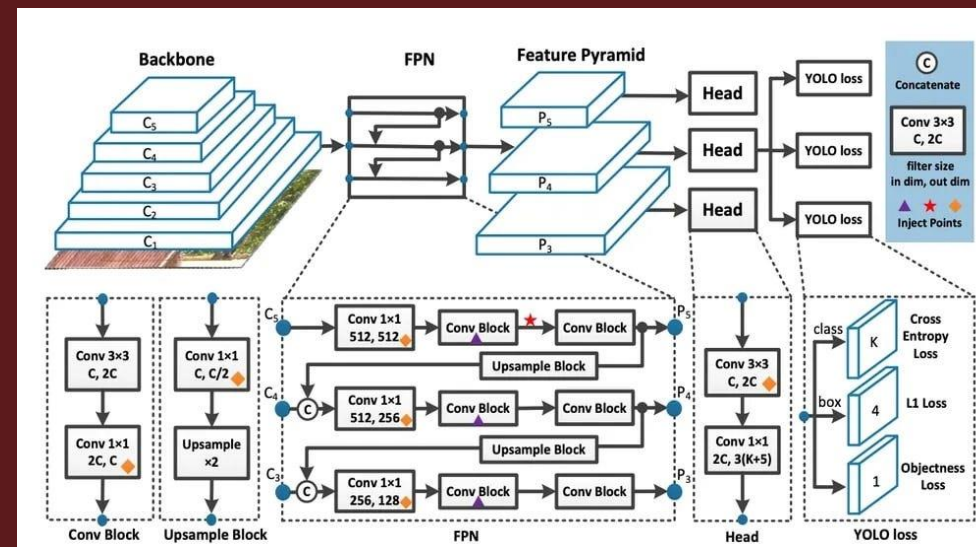 Backbone
FPN
Feature Pyramid
C5
C4
C3
C2
C1
P5
P4
P3
Head
Head
Head
YOLO loss
YOLO loss
YOLO loss
C
Concatenate
Conv 3×3
C, 2C
filter size
in dim, out dim
Inject Points
Conv 3×3
C, 2C
Conv 1×1
2C, C
Conv Block
Conv 1×1
C, C/2
Upsample
×2
Upsample Block
C5
Conv 1×1
512, 512
Conv Block
Conv Block
P5
Upsample Block
C4
C
Conv 1×1
512, 256
Conv Block
Conv Block
P4
Upsample Block
C3
C
Conv 1×1
256, 128
Conv Block
Conv Block
P3
FPN
Conv 3×3
C, 2C
Conv 1×1
2C, 3(K+5)
Head
class
K
Cross
Entropy
Loss
box
4
L1 Loss
1
Objectness
Loss
YOLO loss